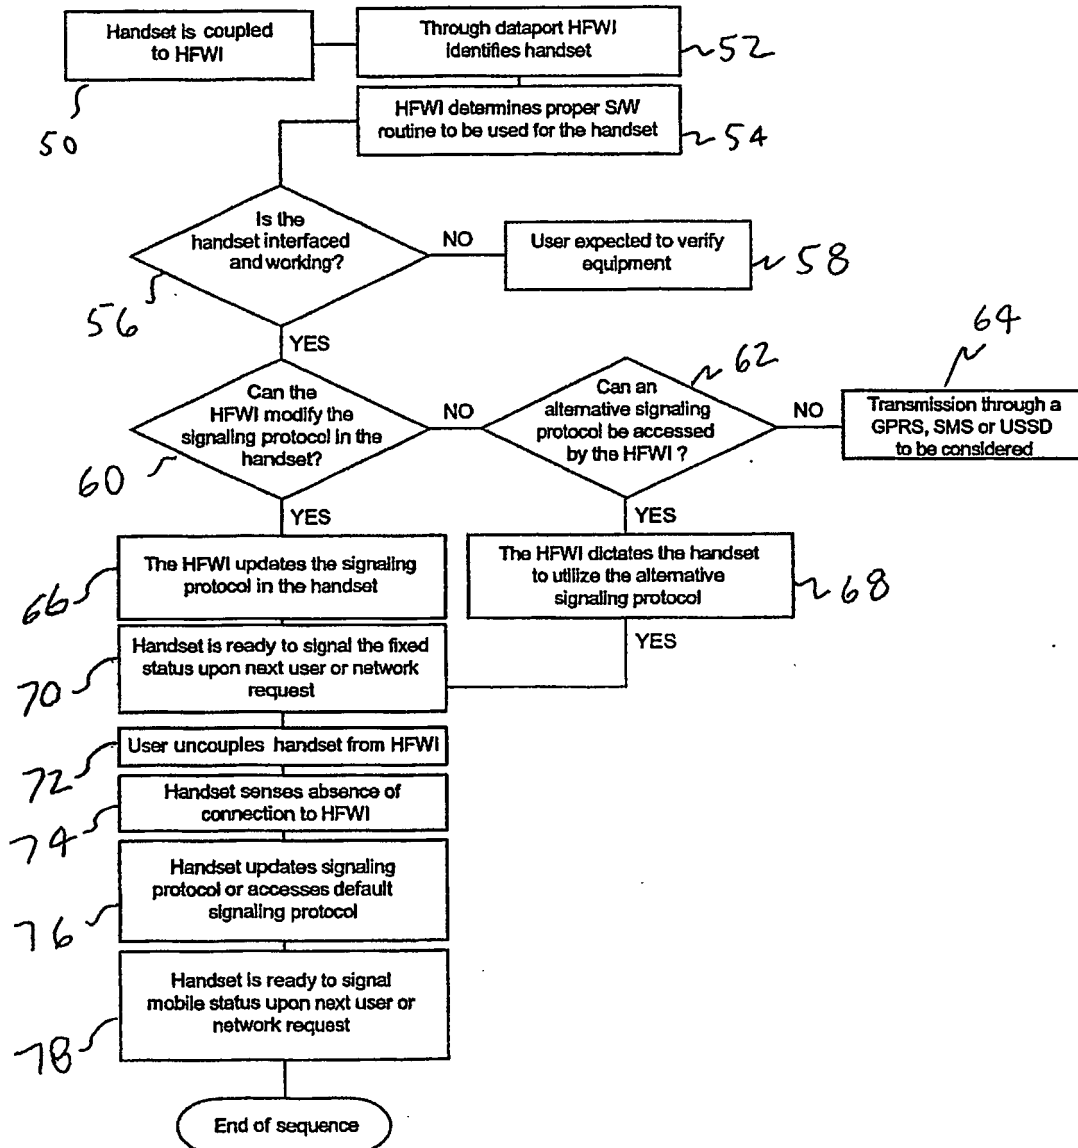 Handset is coupled
to HFWI
50
Through dataport HFWI
identifies handset
52
HFWI determines proper S/W
routine to be used for the handset
54
Is the
handset interfaced
and working?
56
NO
User expected to verify
equipment
58
YES
Can the
HFWI modify the
signaling protocol in the
handset?
60
NO
Can an
alternative signaling
protocol be accessed
by the HFWI ?
62
NO
Transmission through a
GPRS, SMS or USSD
to be considered
64
YES
YES
The HFWI updates the signaling
protocol in the handset
66
The HFWI dictates the handset
to utilize the alternative
signaling protocol
68
YES
Handset is ready to signal the fixed
status upon next user or network
request
70
User uncouples handset from HFWI
72
Handset senses absence of
connection to HFWI
74
Handset updates signaling
protocol or accesses default
signaling protocol
76
Handset is ready to signal
mobile status upon next user or
network request
78
End of sequence